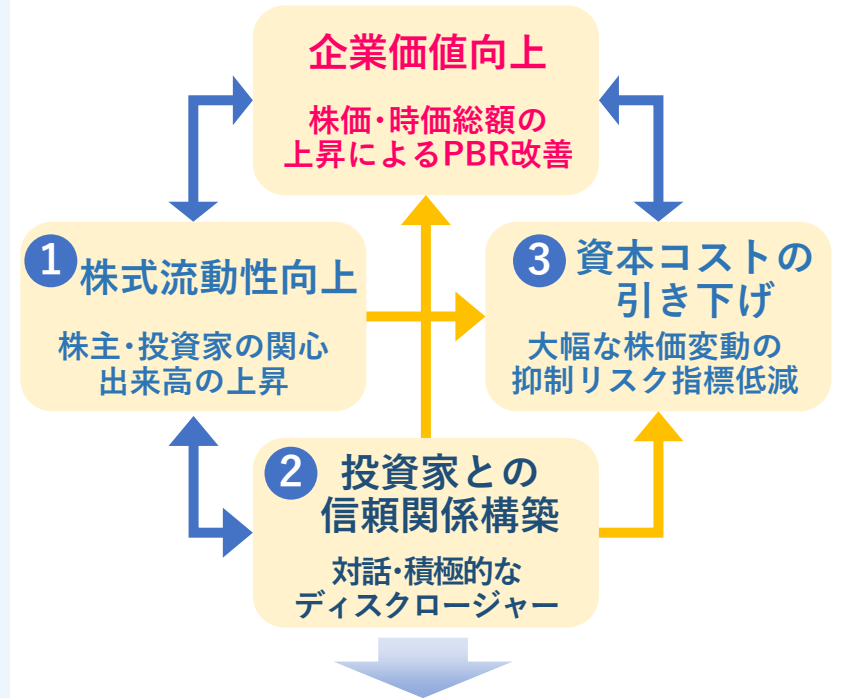 企業価値向上
株価・時価総額の
上昇によるPBR改善
1 株式流動性向上
株主・投資家の関心
出来高の上昇
3 資本コストの
引き下げ
大幅な株価変動の
抑制リスク指標低減
2 投資家との
信頼関係構築
対話・積極的な
ディスクロージャー